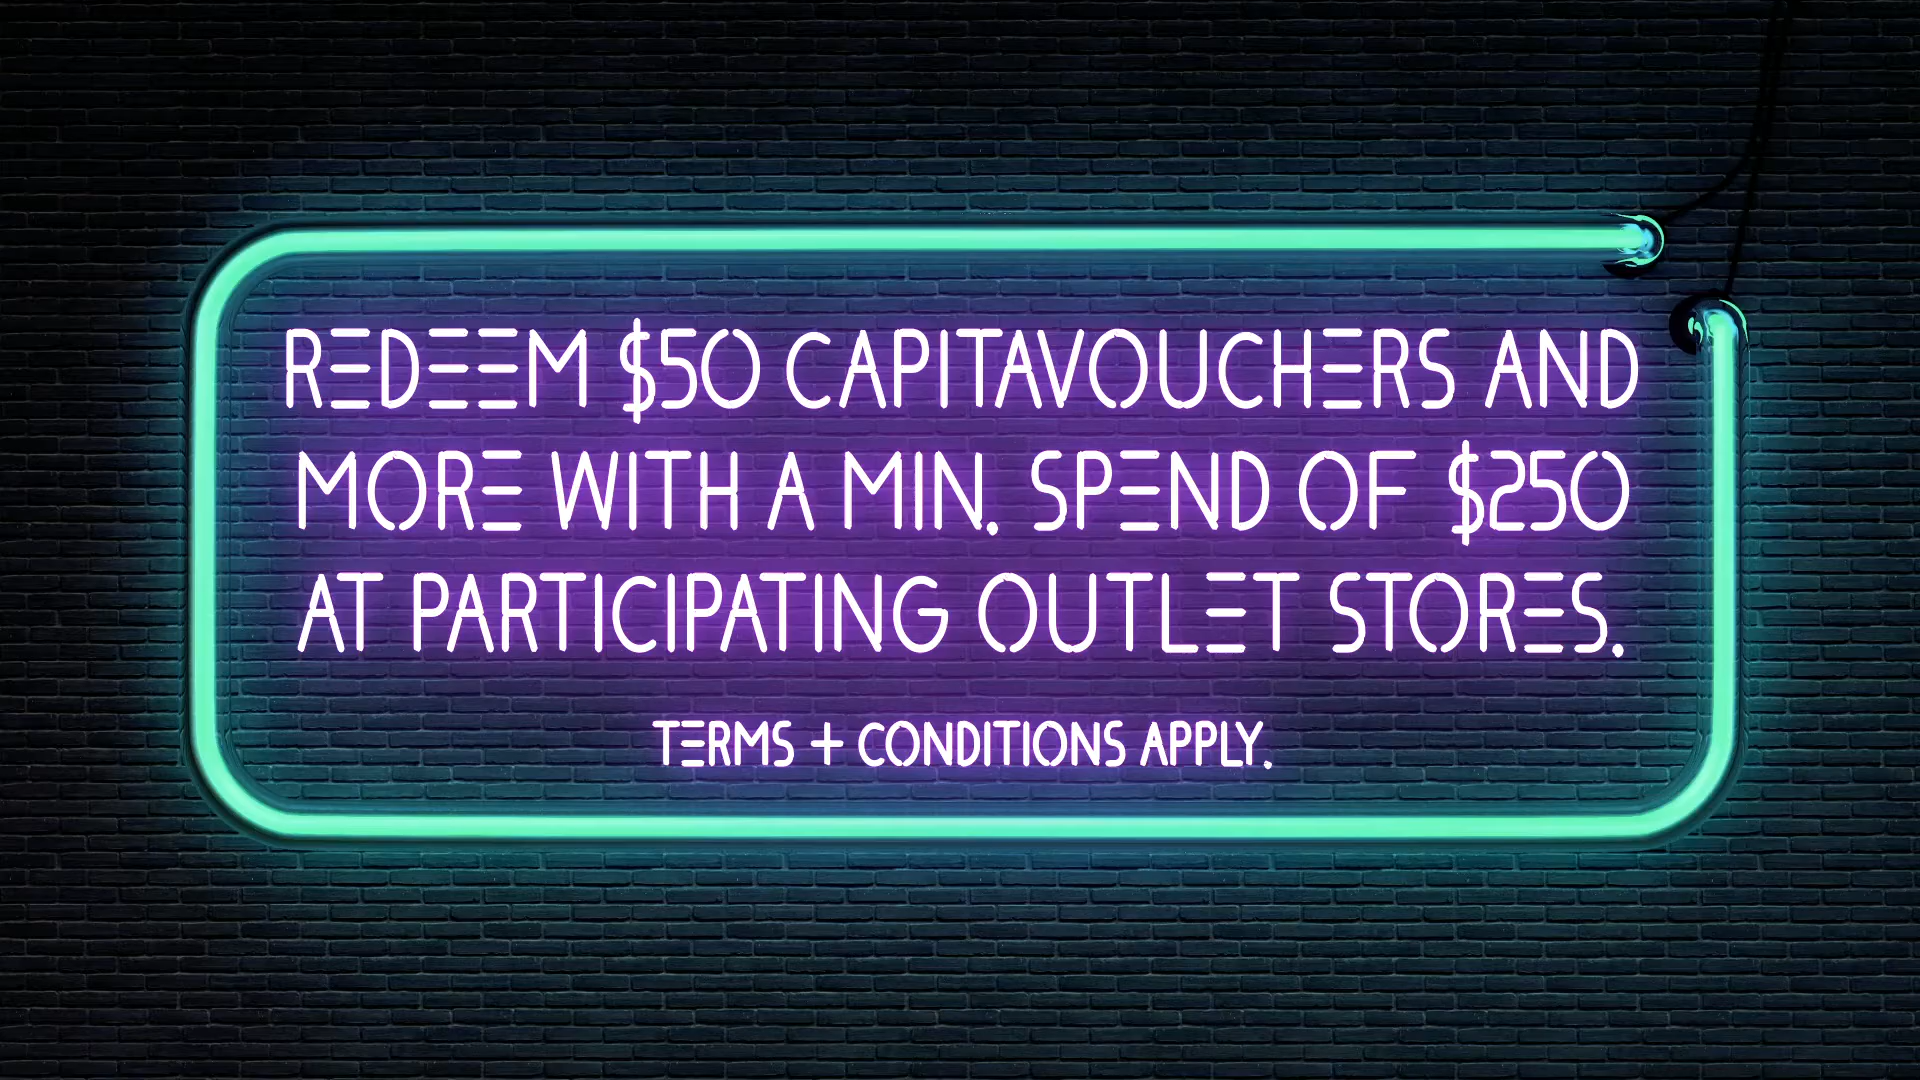 REDEEM $50 CAPITAVOUCHERS AND
MORE WITH A MIN. SPEND OF $250
AT PARTICIPATING OUTLET STORES.
TERMS + CONDITIONS APPLY.